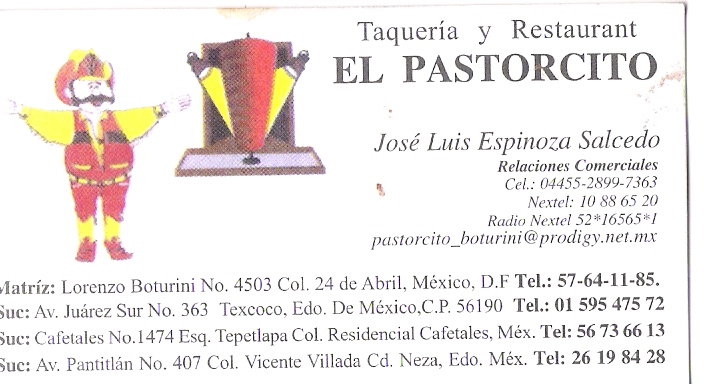 Taquería y Restaurant
EL PASTORCITO
José Luis Espinoza Salcedo
Relaciones Comerciales
Cel.: 04455-2899-7363
Nextel: 10 88 65 20
Radio Nextel 52*16565*1
pastorcito_boturini@prodigy.net.mx
Matríz: Lorenzo Boturini No. 4503 Col. 24 de Abril, México, D.F Tel.: 57-64-11-85.
Suc: Av. Juárez Sur No. 363 Texcoco, Edo. De México,C.P. 56190 Tel.: 01 595 475 72
Suc: Cafetales No.1474 Esq. Tepetlapa Col. Residencial Cafetales, Méx. Tel: 56 73 66 13
Suc: Av. Pantitlán No. 407 Col. Vicente Villada Cd. Neza, Edo. Méx. Tel: 26 19 84 28